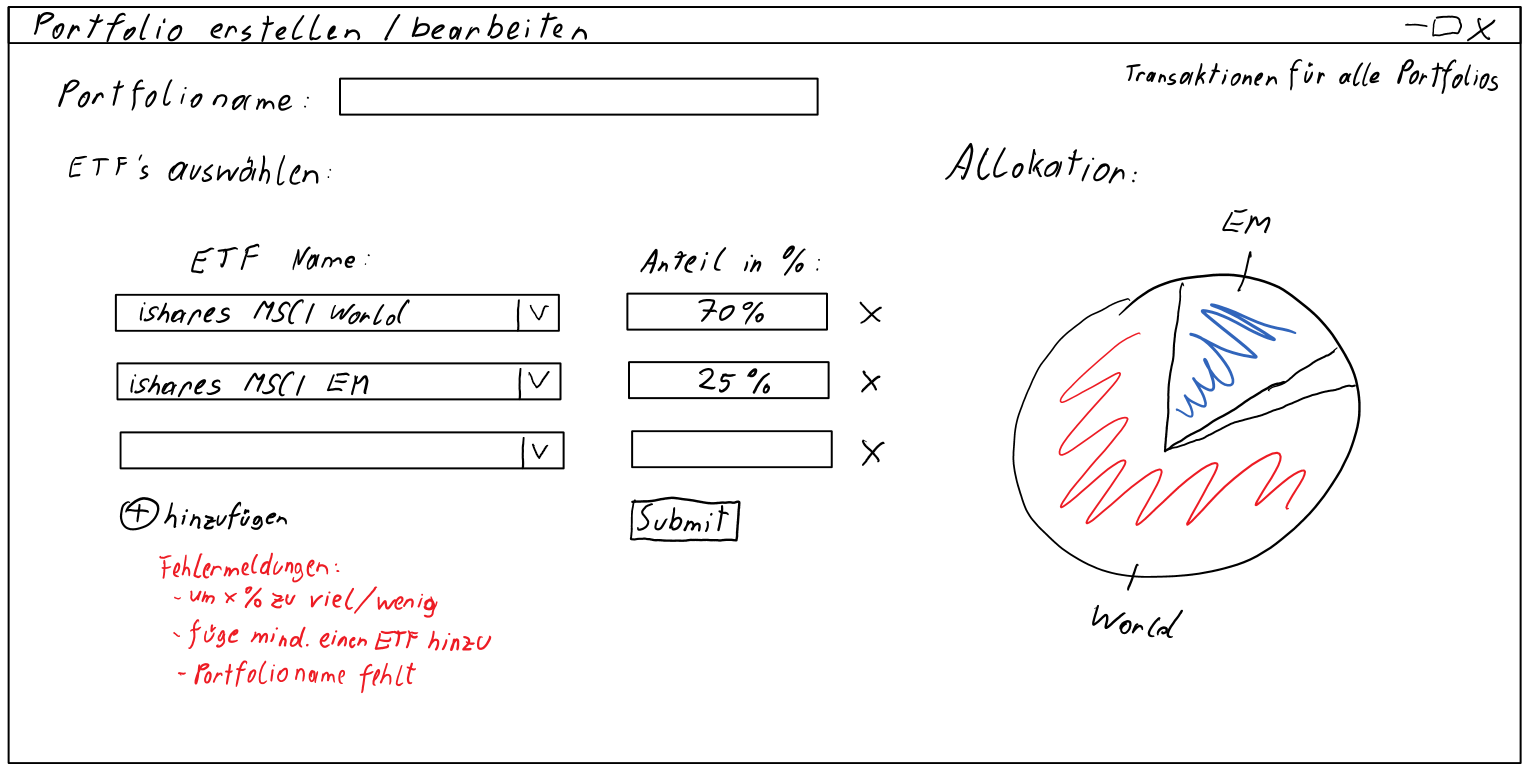 Portfolio erstellen / bearbeiten
Transaktionen für alle Portfolios
Portfolioname:
ETF's auswählen:
Allokation:
EM
ETF Name:
Anteil in %:
ishares MSCI World
70%
ishares MSCI EM
25%
hinzufügen
Submit
Fehlermeldungen:
- um x % zu viel/wenig
- füge mind. einen ETF hinzu
- Portfolioname fehlt
World